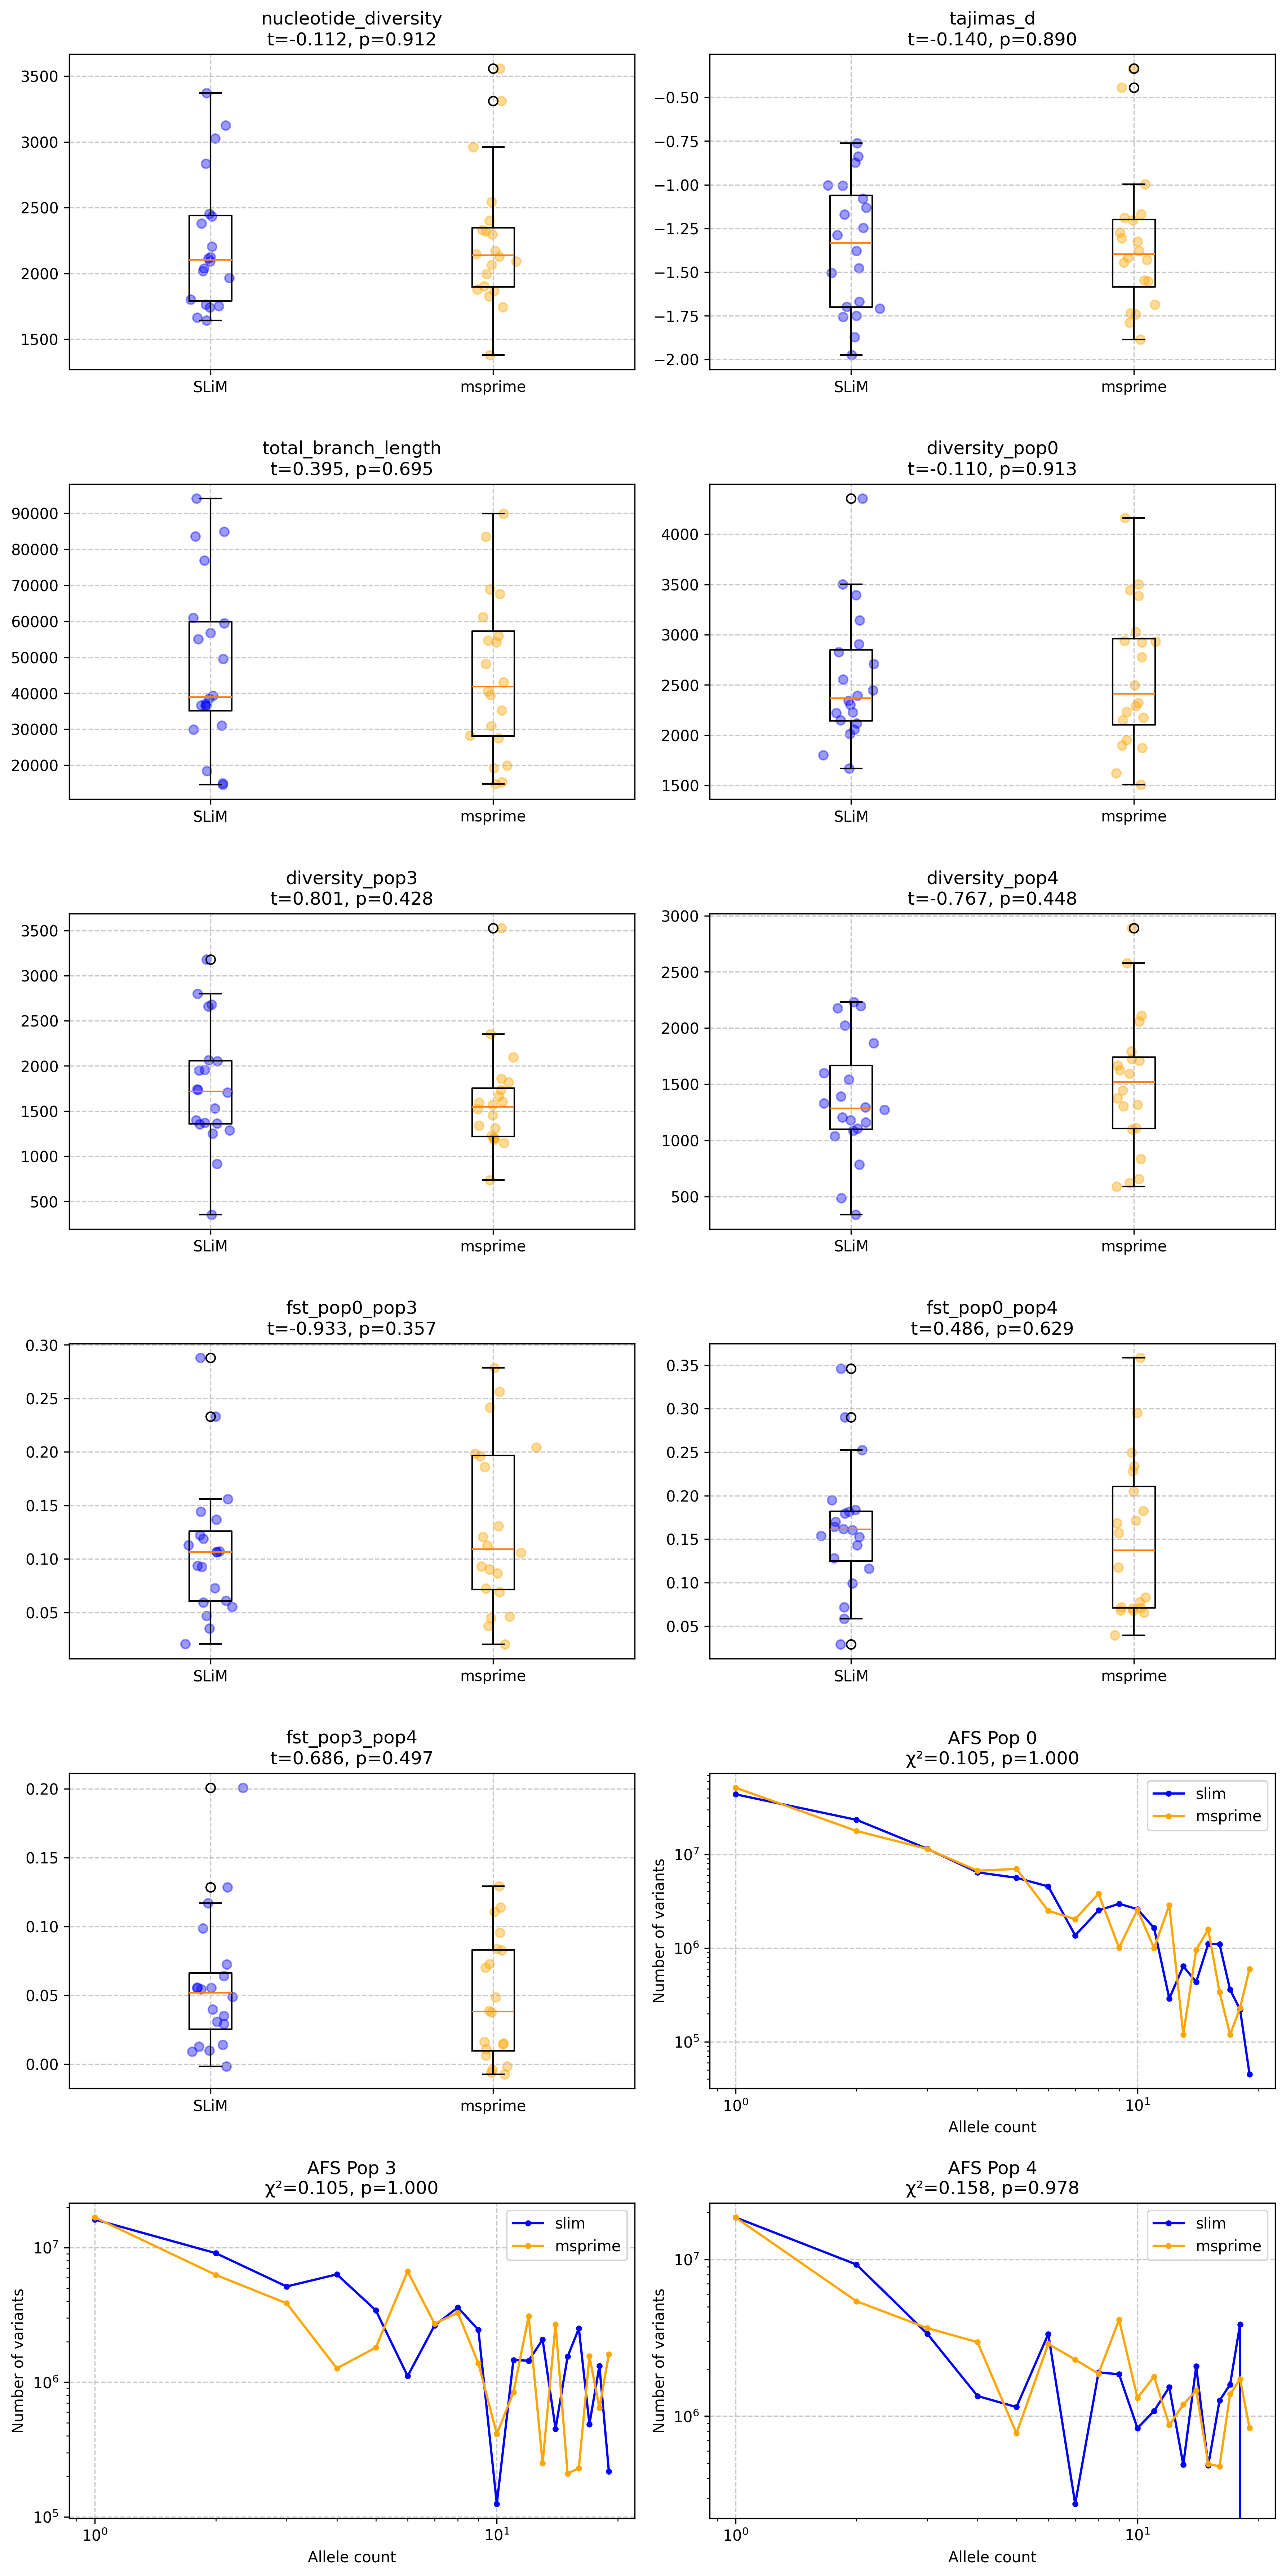 nucleotide_diversity
t=-0.112, p=0.912
3500
3000
2500
2000
1500
SLiM
msprime
tajimas_d
t=-0.140, p=0.890
−0.50
−0.75
−1.00
−1.25
−1.50
−1.75
−2.00
SLiM
msprime
total_branch_length
t=0.395, p=0.695
90000
80000
70000
60000
50000
40000
30000
20000
SLiM
msprime
diversity_pop0
t=-0.110, p=0.913
4000
3500
3000
2500
2000
1500
SLiM
msprime
diversity_pop3
t=0.801, p=0.428
3500
3000
2500
2000
1500
1000
500
SLiM
msprime
diversity_pop4
t=-0.767, p=0.448
3000
2500
2000
1500
1000
500
SLiM
msprime
fst_pop0_pop3
t=-0.933, p=0.357
0.30
0.25
0.20
0.15
0.10
0.05
SLiM
msprime
fst_pop0_pop4
t=0.486, p=0.629
0.35
0.30
0.25
0.20
0.15
0.10
0.05
SLiM
msprime
fst_pop3_pop4
t=0.686, p=0.497
0.20
0.15
0.10
0.05
0.00
SLiM
msprime
AFS Pop 0
χ²=0.105, p=1.000
slim
msprime
Number of variants
10⁷
10⁶
10⁵
10⁰
10¹
Allele count
AFS Pop 3
χ²=0.105, p=1.000
slim
msprime
Number of variants
10⁷
10⁶
10⁵
10⁰
10¹
Allele count
AFS Pop 4
χ²=0.158, p=0.978
slim
msprime
Number of variants
10⁷
10⁶
10⁰
10¹
Allele count